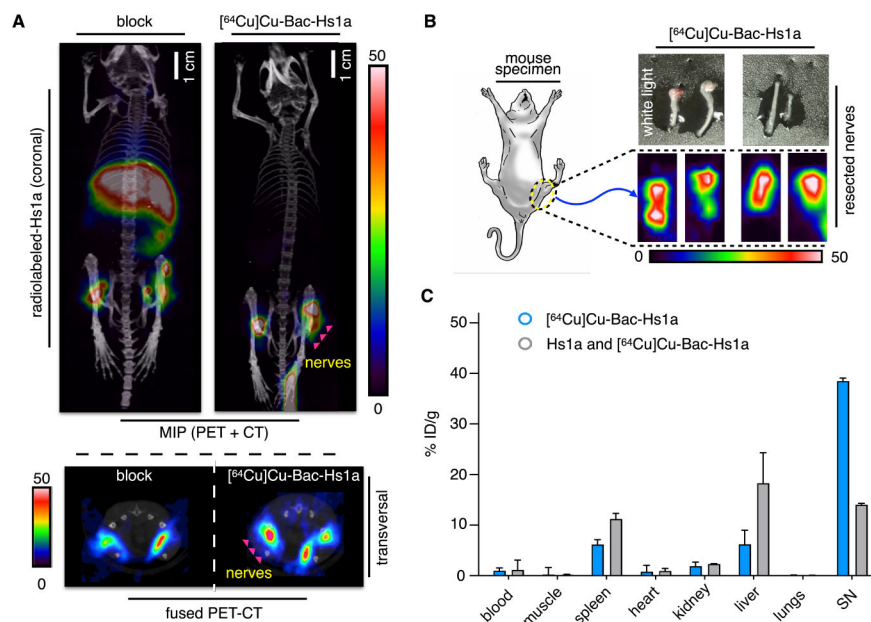 A
block
[⁶⁴Cu]Cu-Bac-Hs1a
1 cm
1 cm
50
0
radiolabeled-Hs1a (coronal)
nerves
MIP (PET + CT)
50
0
block
[⁶⁴Cu]Cu-Bac-Hs1a
nerves
transversal
fused PET-CT
B
mouse
specimen
[⁶⁴Cu]Cu-Bac-Hs1a
white light
resected nerves
0
50
C
[⁶⁴Cu]Cu-Bac-Hs1a
Hs1a and [⁶⁴Cu]Cu-Bac-Hs1a
% ID/g
50
40
30
20
10
0
blood
muscle
spleen
heart
kidney
liver
lungs
SN